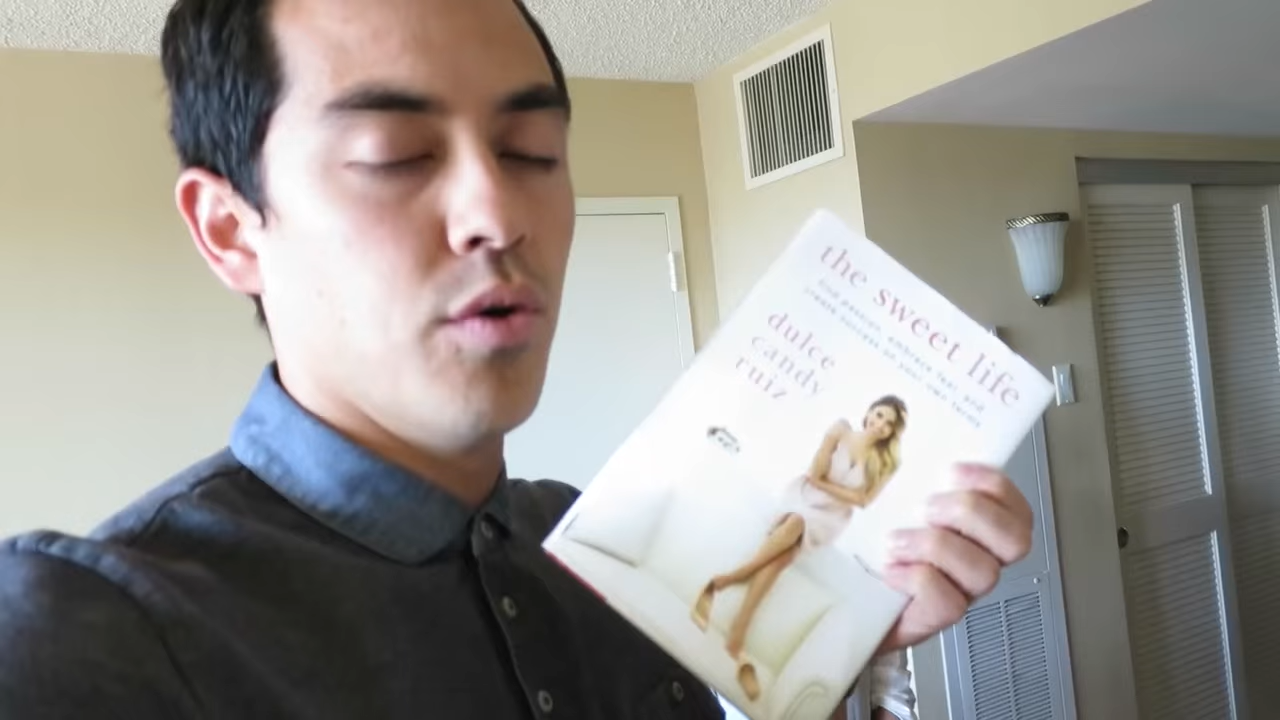 the sweet life
find passion, embrace fear, and
create success on your own terms
dulce
candy
ruiz